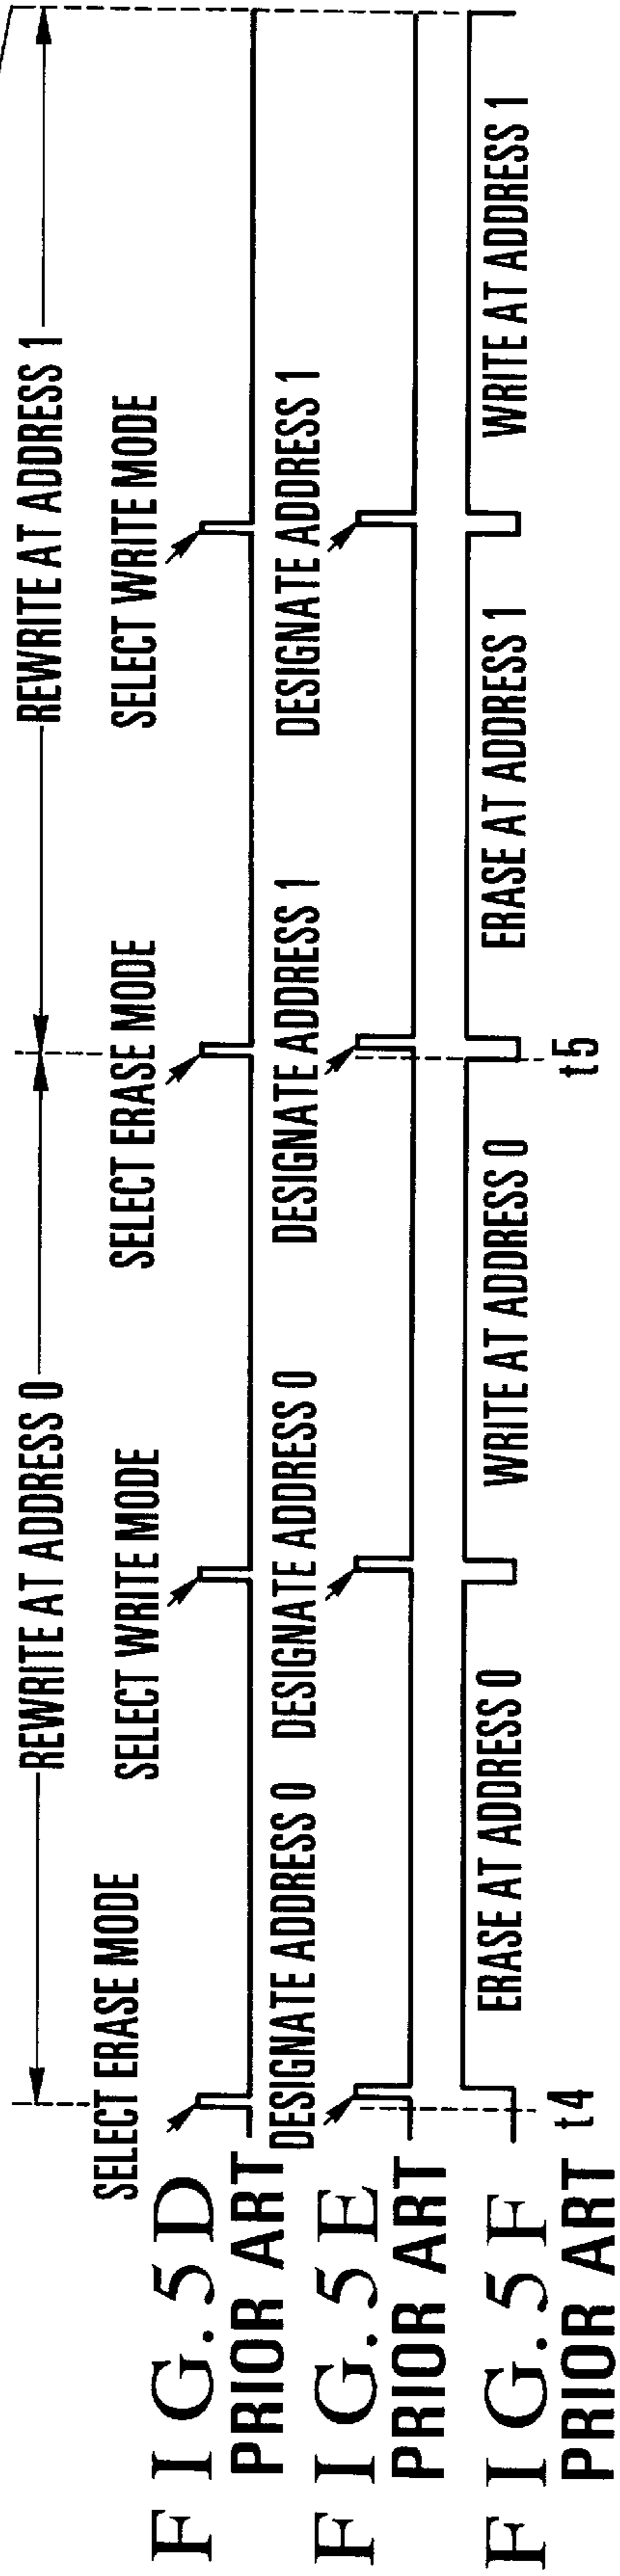 REWRITE AT ADDRESS 0
REWRITE AT ADDRESS 1
SELECT ERASE MODE
SELECT WRITE MODE
SELECT ERASE MODE
SELECT WRITE MODE
FIG. 5D
PRIOR ART
DESIGNATE ADDRESS 0
DESIGNATE ADDRESS 0
DESIGNATE ADDRESS 1
DESIGNATE ADDRESS 1
FIG. 5E
PRIOR ART
ERASE AT ADDRESS 0
WRITE AT ADDRESS 0
ERASE AT ADDRESS 1
WRITE AT ADDRESS 1
FIG. 5F
PRIOR ART
t4
t5